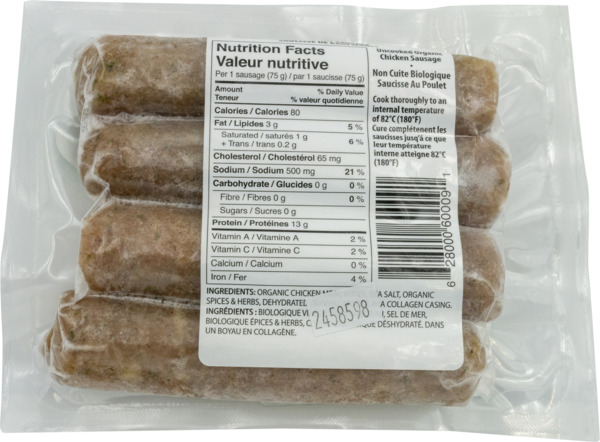 Nutrition Facts
Valeur nutritive
Per 1 sausage (75 g) / par 1 saucisse (75 g)
Amount % Daily Value
Teneur % valeur quotidienne
Calories / Calories 80
Fat / Lipides 3 g 5 %
Saturated / saturés 1 g
+ Trans / trans 0.2 g 6 %
Cholesterol / Cholestérol 65 mg
Sodium / Sodium 500 mg 21 %
Carbohydrate / Glucides 0 g 0 %
Fibre / Fibres 0 g 0 %
Sugars / Sucres 0 g
Protein / Protéines 13 g
Vitamin A / Vitamine A 2 %
Vitamin C / Vitamine C 2 %
Calcium / Calcium 0 %
Iron / Fer 4 %
Uncooked Organic
Chicken Sausage
•
Non Cuite Biologique
Saucisse Au Poulet
Cook thoroughly to an
internal temperature
of 82°C (180°F)
Cure complétement les
saucisses jusqu'à ce que
leur température
interne atteigne 82°C
(180°F)
6 28000 60009 1
INGREDIENTS: ORGANIC CHICKEN SALT, ORGANIC
SPICES & HERBS, A COLLAGEN CASING.
INGRÉDIENTS : BIOLOGIQUE SEL DE MER,
BIOLOGIQUE ÉPICES & HERBS, DÉSHYDRATÉ. DANS
UN BOYAU EN COLLAGÈNE.
2458598